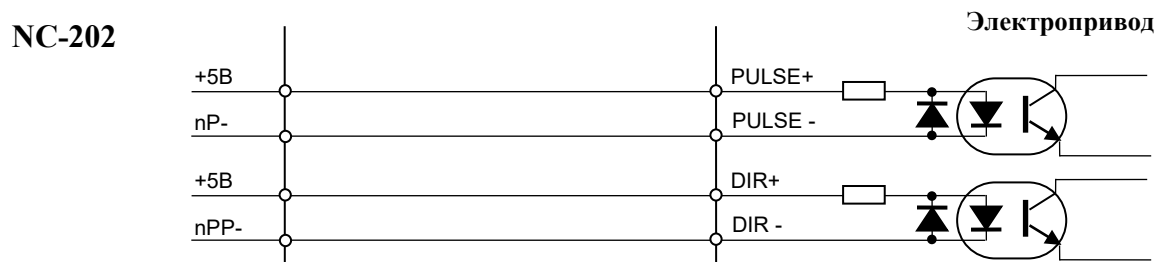 NC-202
Электропривод
+5В
PULSE+
nP-
PULSE -
+5В
DIR+
nPP-
DIR -